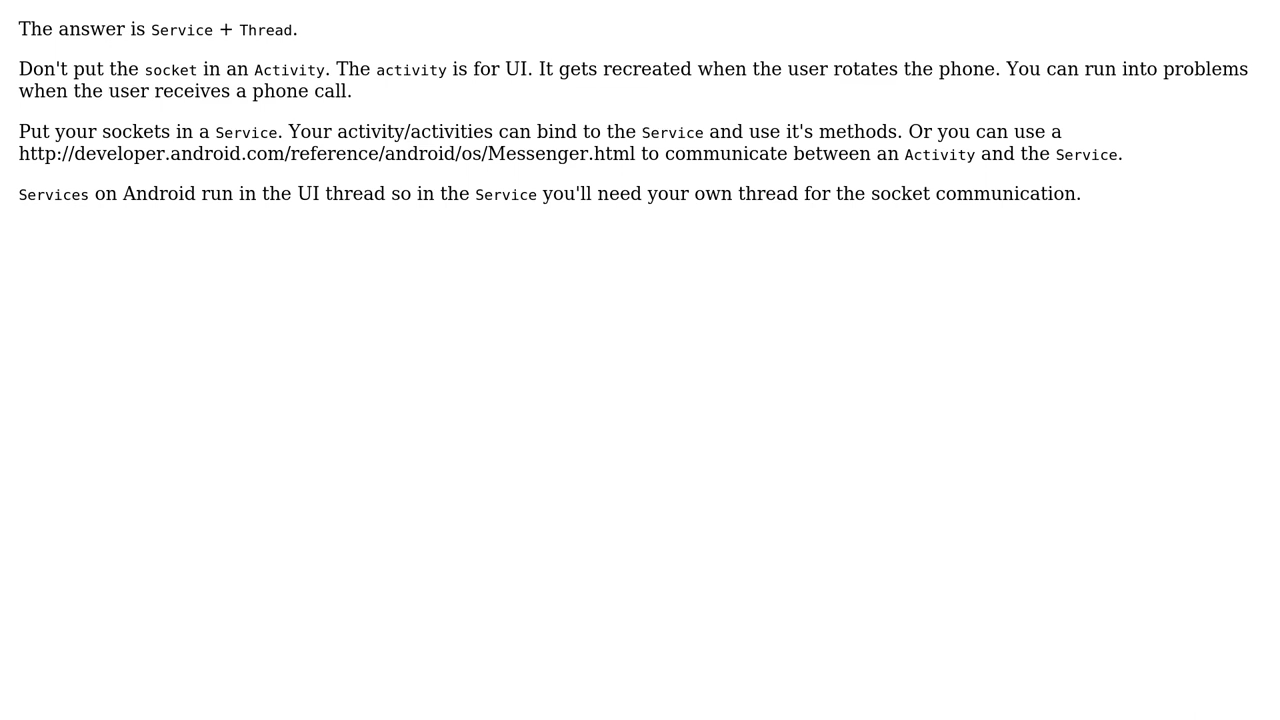 The answer is Service + Thread.
Don't put the socket in an Activity. The activity is for UI. It gets recreated when the user rotates the phone. You can run into problems
when the user receives a phone call.
Put your sockets in a Service. Your activity/activities can bind to the Service and use it's methods. Or you can use a
http://developer.android.com/reference/android/os/Messenger.html to communicate between an Activity and the Service.
Services on Android run in the UI thread so in the Service you'll need your own thread for the socket communication.